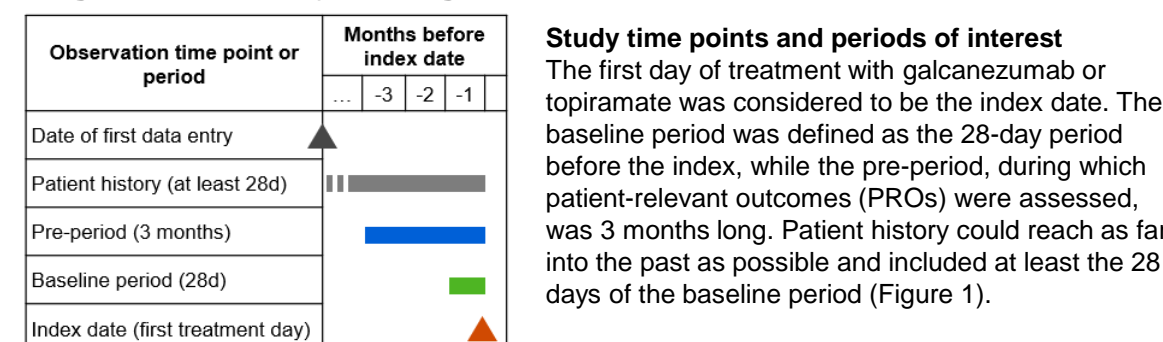 Observation time point or
period
Months before
index date
... -3 -2 -1
Date of first data entry
Patient history (at least 28d)
Pre-period (3 months)
Baseline period (28d)
Index date (first treatment day)
Study time points and periods of interest
The first day of treatment with galcanezumab or
topiramate was considered to be the index date. The
baseline period was defined as the 28-day period
before the index, while the pre-period, during which
patient-relevant outcomes (PROs) were assessed,
was 3 months long. Patient history could reach as far
into the past as possible and included at least the 28
days of the baseline period (Figure 1).